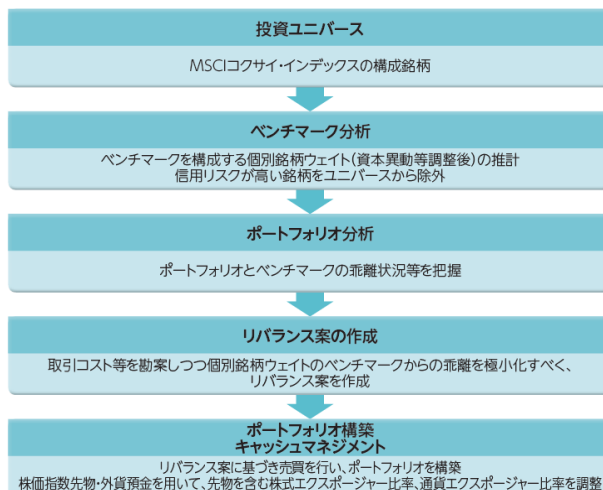 投資ユニバース
MSCIコクサイ・インデックスの構成銘柄
ベンチマーク分析
ベンチマークを構成する個別銘柄ウェイト(資本異動等調整後)の推計
信用リスクが高い銘柄をユニバースから除外
ポートフォリオ分析
ポートフォリオとベンチマークの乖離状況等を把握
リバランス案の作成
取引コスト等を勘案しつつ個別銘柄ウェイトのベンチマークからの乖離を極小化すべく、
リバランス案を作成
ポートフォリオ構築
キャッシュマネジメント
リバランス案に基づき売買を行い、ポートフォリオを構築
株価指数先物・外貨預金を用いて、先物を含む株式エクスポージャー比率、通貨エクスポージャー比率を調整